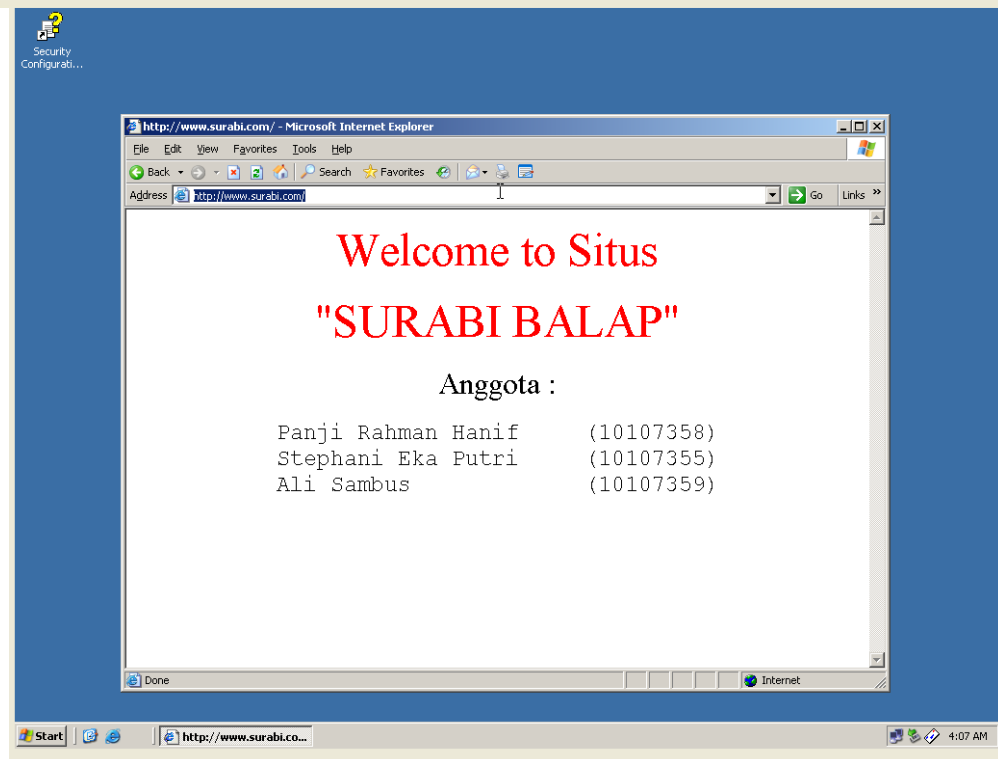 Security
Configurati...
http://www.surabi.com/ - Microsoft Internet Explorer
File Edit View Favorites Tools Help
Back Search Favorites
Address http://www.surabi.com/ Go Links »
Welcome to Situs
"SURABI BALAP"
Anggota :
Panji Rahman Hanif (10107358)
Stephani Eka Putri (10107355)
Ali Sambus (10107359)
Done Internet
Start http://www.surabi.co... 4:07 AM